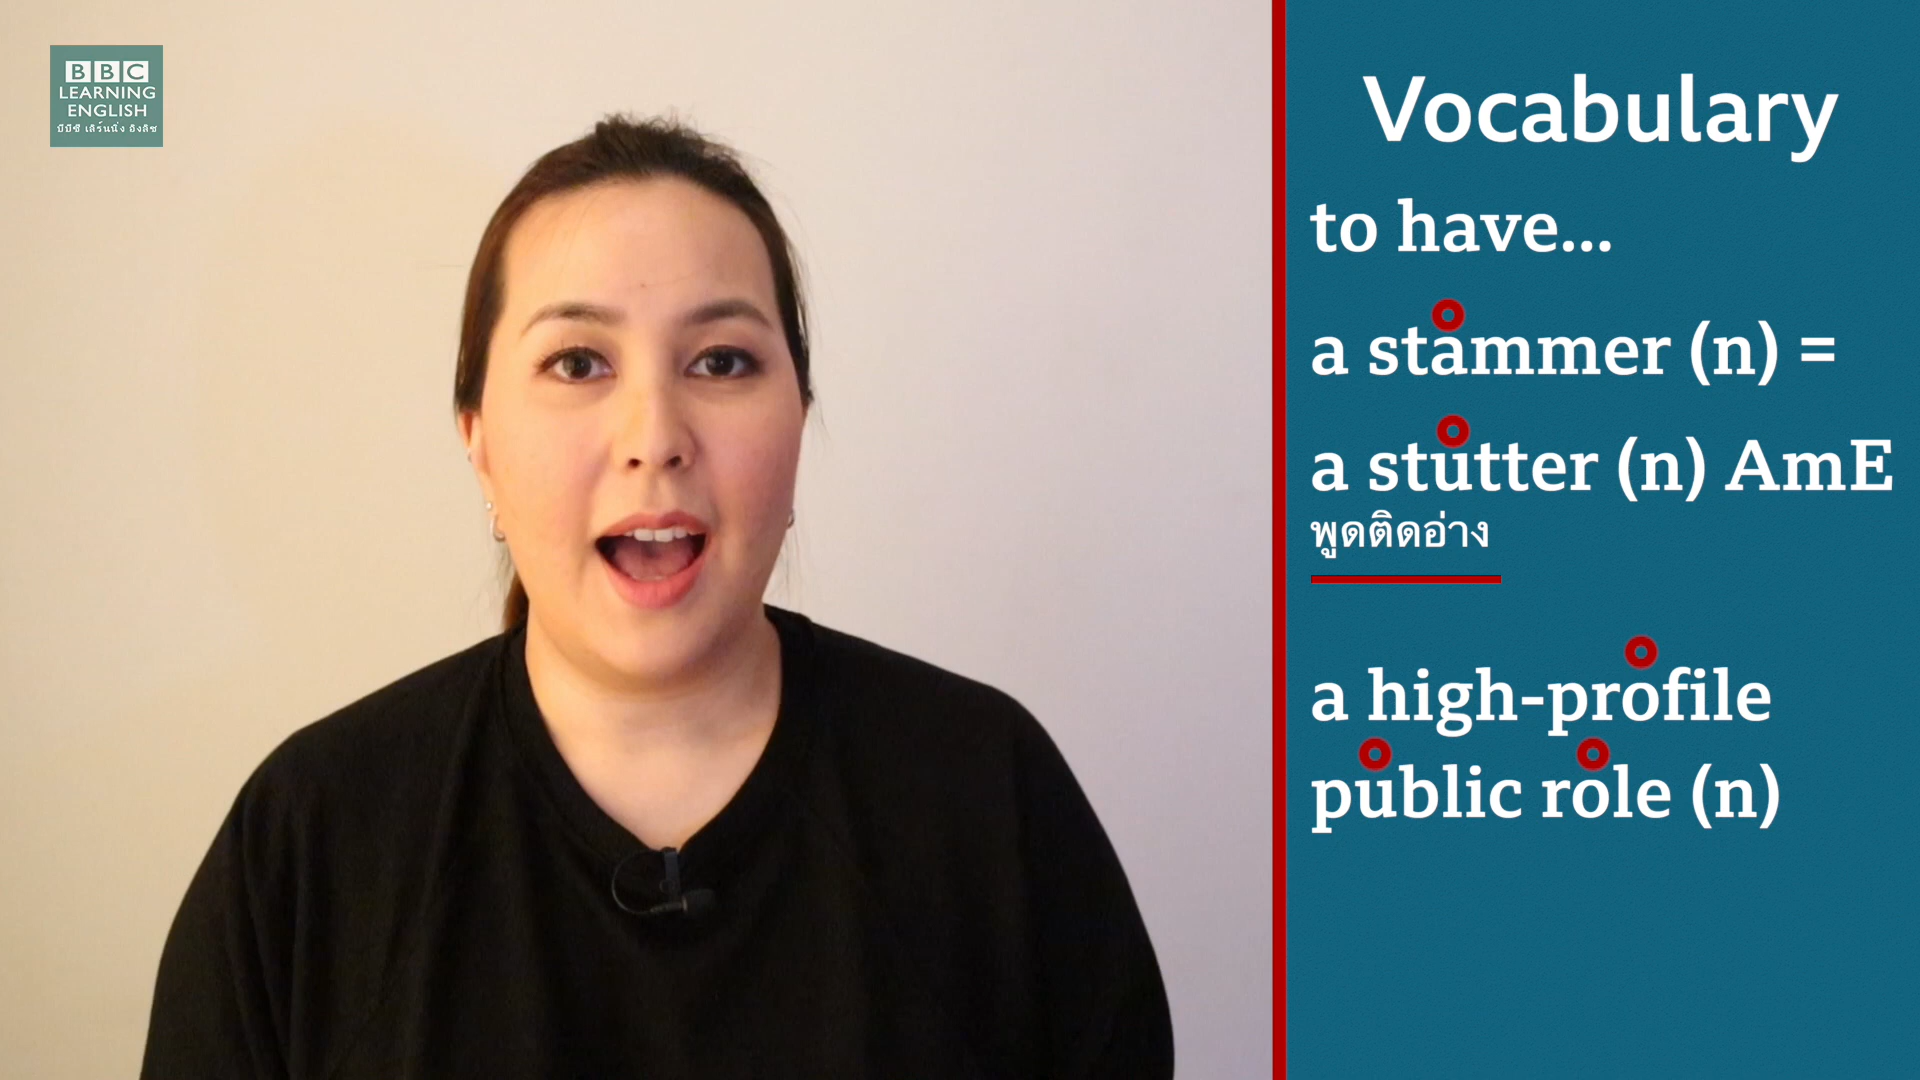 BBC
LEARNING
ENGLISH
บีบีซี เลิร์นนิ่ง อิงลิช
Vocabulary
to have...
a stammer (n) =
a stutter (n) AmE
พูดติดอ่าง
a high-profile
public role (n)